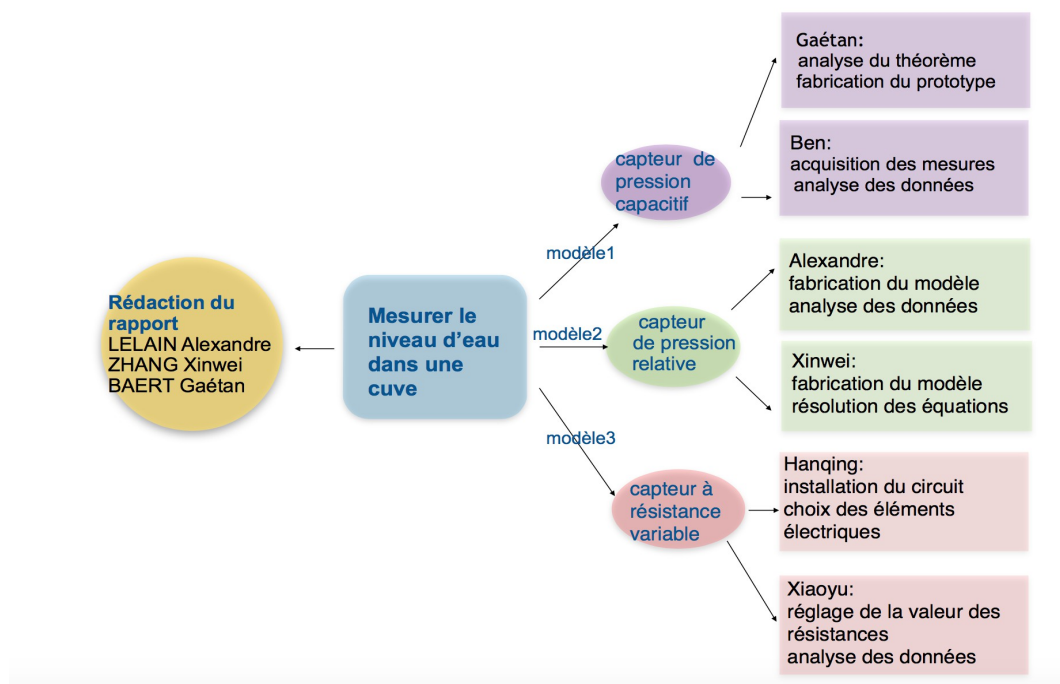 Rédaction du
rapport
LELAIN Alexandre
ZHANG Xinwei
BAERT Gaétan
Mesurer le
niveau d’eau
dans une
cuve
modèle1
modèle2
modèle3
capteur de
pression
capacitif
capteur
de pression
relative
capteur à
résistance
variable
Gaétan:
analyse du théorème
fabrication du prototype
Ben:
acquisition des mesures
analyse des données
Alexandre:
fabrication du modèle
analyse des données
Xinwei:
fabrication du modèle
résolution des équations
Hanqing:
installation du circuit
choix des éléments
électriques
Xiaoyu:
réglage de la valeur des
résistances
analyse des données